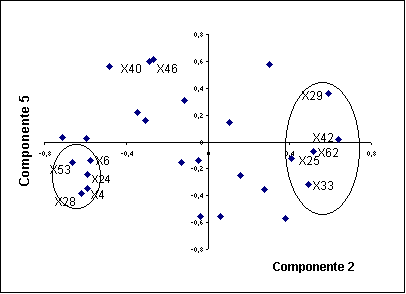 0,8
X40 X46
0,6
X29
0,4
0,2
X42
X62
0
-0,8 -0,4 0 0,4 0,8
X6
X53
X25
-0,2
X24
X33
X4
X28
-0,4
-0,6
-0,8
Componente 5
Componente 2